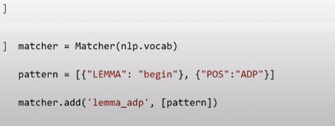 ]
] matcher = Matcher(nlp.vocab)
pattern = [{"LEMMA": "begin"}, {"POS":"ADP"}]
matcher.add('lemma_adp', [pattern])